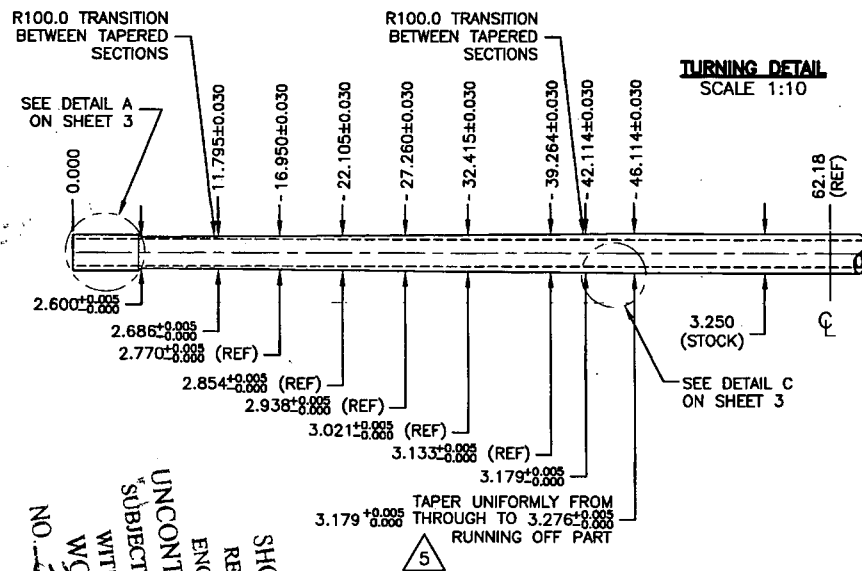 R100.0 TRANSITION
BETWEEN TAPERED
SECTIONS
R100.0 TRANSITION
BETWEEN TAPERED
SECTIONS
TURNING DETAIL
SCALE 1:10
SEE DETAIL A
ON SHEET 3
0.000
11.795±0.030
16.950±0.030
22.105±0.030
27.260±0.030
32.415±0.030
39.264±0.030
42.114±0.030
46.114±0.030
62.18
(REF)
2.600+0.005-0.000
2.686+0.005-0.000
2.770+0.005-0.000 (REF)
2.854+0.005-0.000 (REF)
2.938+0.005-0.000 (REF)
3.021+0.005-0.000 (REF)
3.133+0.005-0.000 (REF)
3.179+0.005-0.000
3.250
(STOCK)
℄
SEE DETAIL C
ON SHEET 3
TAPER UNIFORMLY FROM
3.179+0.005-0.000 THROUGH TO 3.276+0.005-0.000
RUNNING OFF PART
5
SHO
RE
ENG
UNCONT
SUBJECT
WIT
WO
NO.